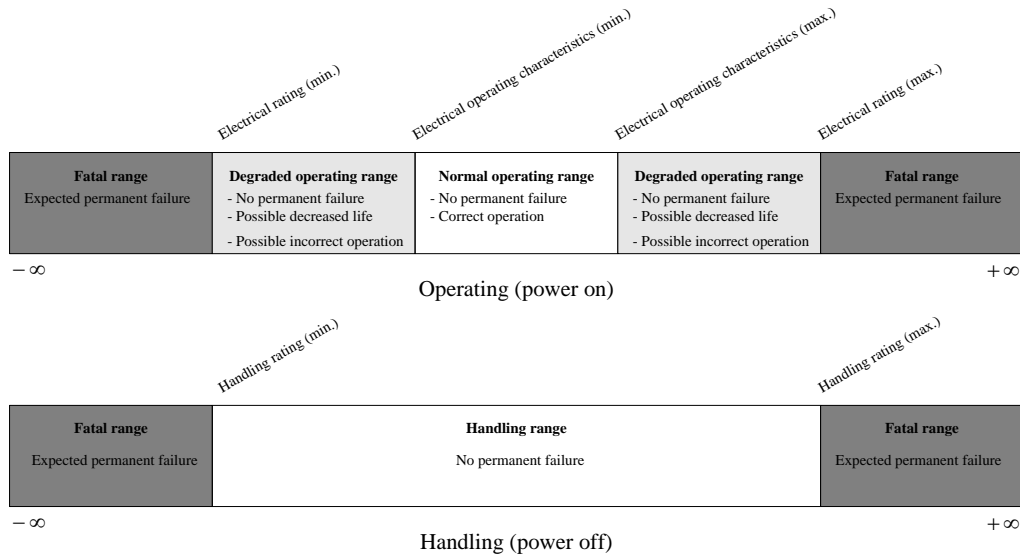 Electrical rating (min.)
Electrical operating characteristics (min.)
Electrical operating characteristics (max.)
Electrical rating (max.)
Fatal range
Expected permanent failure
Degraded operating range
- No permanent failure
- Possible decreased life
- Possible incorrect operation
Normal operating range
- No permanent failure
- Correct operation
Degraded operating range
- No permanent failure
- Possible decreased life
- Possible incorrect operation
Fatal range
Expected permanent failure
– ∞
+ ∞
Operating (power on)
Handling rating (min.)
Handling rating (max.)
Fatal range
Expected permanent failure
Handling range
No permanent failure
Fatal range
Expected permanent failure
– ∞
+ ∞
Handling (power off)